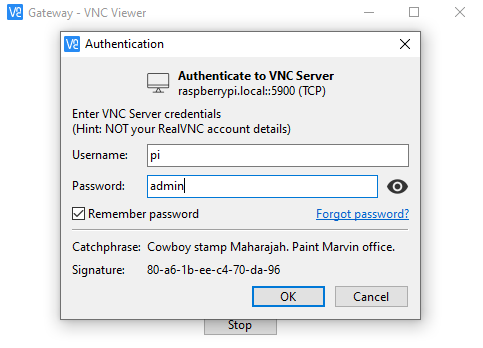 Gateway - VNC Viewer
Authentication
Authenticate to VNC Server
raspberrypi.local::5900 (TCP)
Enter VNC Server credentials
(Hint: NOT your RealVNC account details)
Username: pi
Password: admin
Remember password Forgot password?
Catchphrase: Cowboy stamp Maharajah. Paint Marvin office.
Signature: 80-a6-1b-ee-c4-70-da-96
OK Cancel
Stop